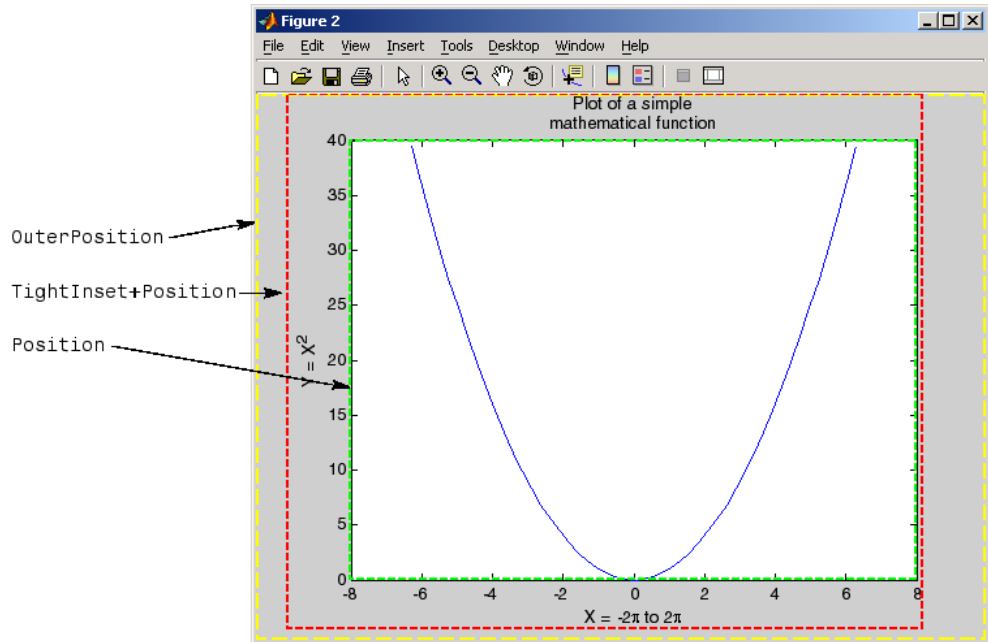 Figure 2
File Edit View Insert Tools Desktop Window Help
Plot of a simple
mathematical function
OuterPosition
TightInset+Position
Position
Y = X²
40
35
30
25
20
15
10
5
0
-8 -6 -4 -2 0 2 4 6 8
X = -2π to 2π